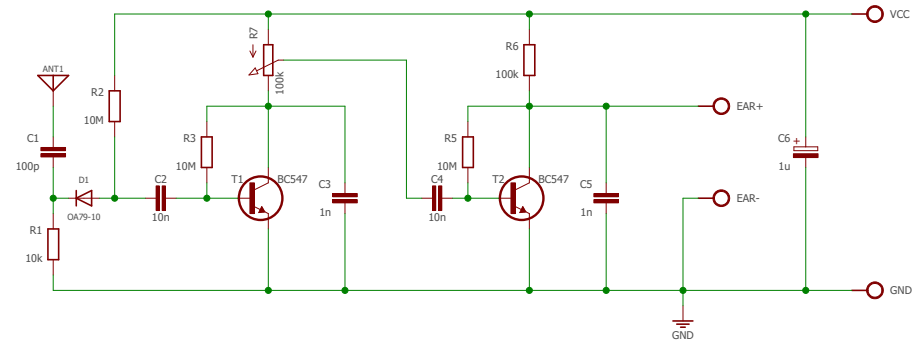 VCC
R7
100k
R6
100k
ANT1
R2
10M
EAR+
C1
100p
R3
10M
R5
10M
C6
+
1u
D1
OA79-10
C2
10n
T1
BC547
C3
1n
C4
10n
T2
BC547
C5
1n
EAR-
R1
10k
GND
GND